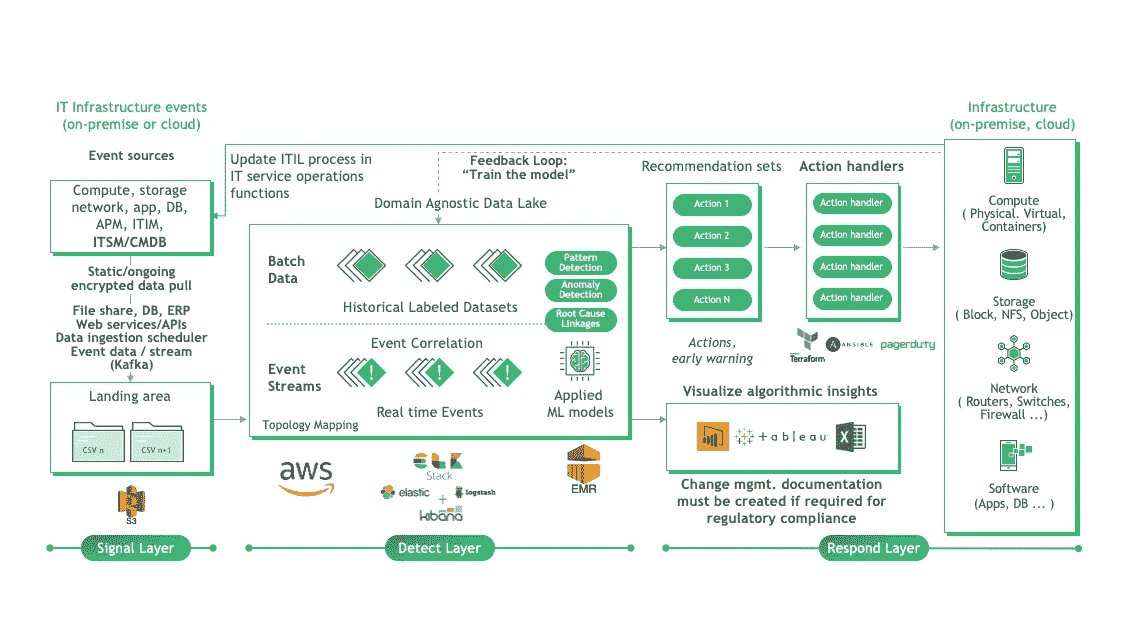 IT Infrastructure events
(on-premise or cloud)
Event sources
Compute, storage
network, app, DB,
APM, ITIM,
ITSM/CMDB
Static/ongoing
encrypted data pull
File share, DB, ERP
Web services/APIs
Data ingestion scheduler
Event data / stream
(Kafka)
Landing area
CSV n
CSV n+1
S3
Signal Layer
Update ITIL process in
IT service operations
functions
Feedback Loop:
“Train the model”
Domain Agnostic Data Lake
Batch
Data
Historical Labeled Datasets
Pattern
Detection
Anomaly
Detection
Root Cause
Linkages
Event Correlation
Event
Streams
!
!
!
Real time Events
Applied
ML models
Topology Mapping
aws
ELK
Stack
elastic
+
logstash
kibana
EMR
Detect Layer
Recommendation sets
Action 1
Action 2
Action 3
Action N
Actions,
early warning
Action handlers
Action handler
Action handler
Action handler
Action handler
Terraform
A
ANSIBLE
pagerduty
Visualize algorithmic insights
+ a b l e a u
X
Change mgmt. documentation
must be created if required for
regulatory compliance
Respond Layer
Infrastructure
(on-premise, cloud)
Compute
( Physical. Virtual,
Containers)
Storage
( Block, NFS, Object)
Network
( Routers, Switches,
Firewall ...)
Software
(Apps, DB ... )